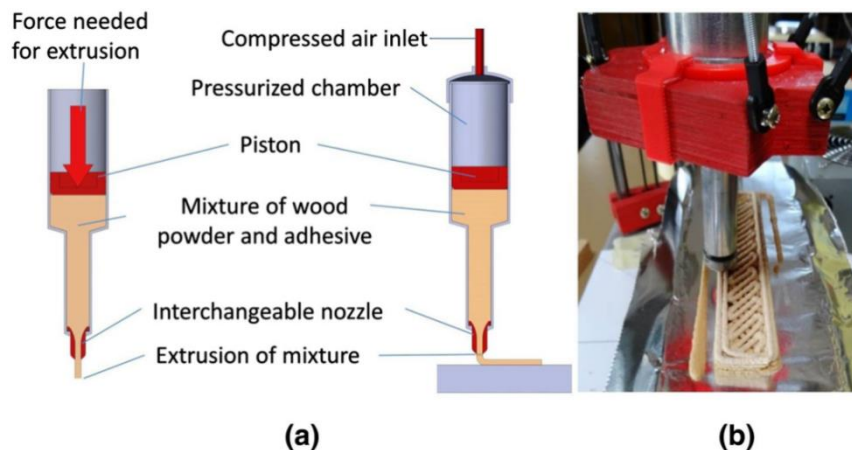 Force needed
for extrusion
Compressed air inlet
Pressurized chamber
Piston
Mixture of wood
powder and adhesive
Interchangeable nozzle
Extrusion of mixture
(a)
(b)